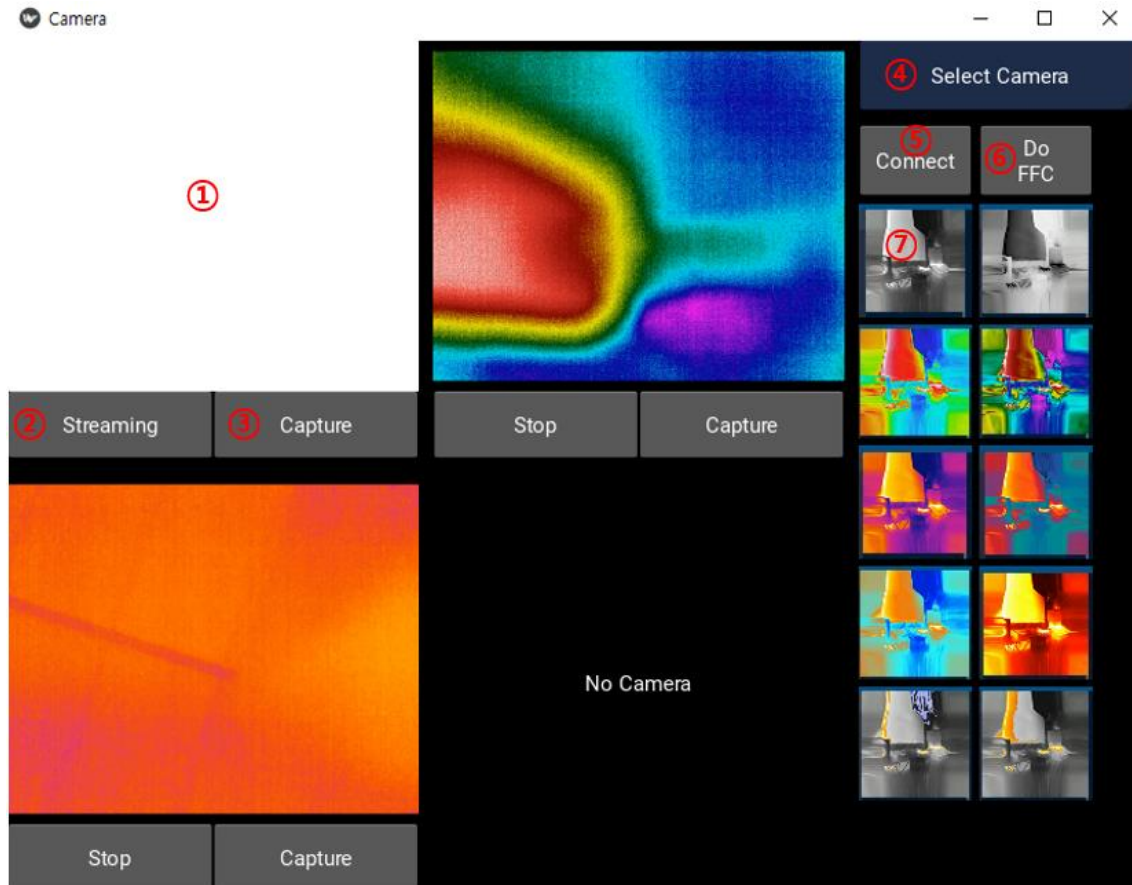 Camera
①
④ Select Camera
⑤
Connect
⑥ Do
FFC
⑦
② Streaming
③ Capture
Stop
Capture
No Camera
Stop
Capture